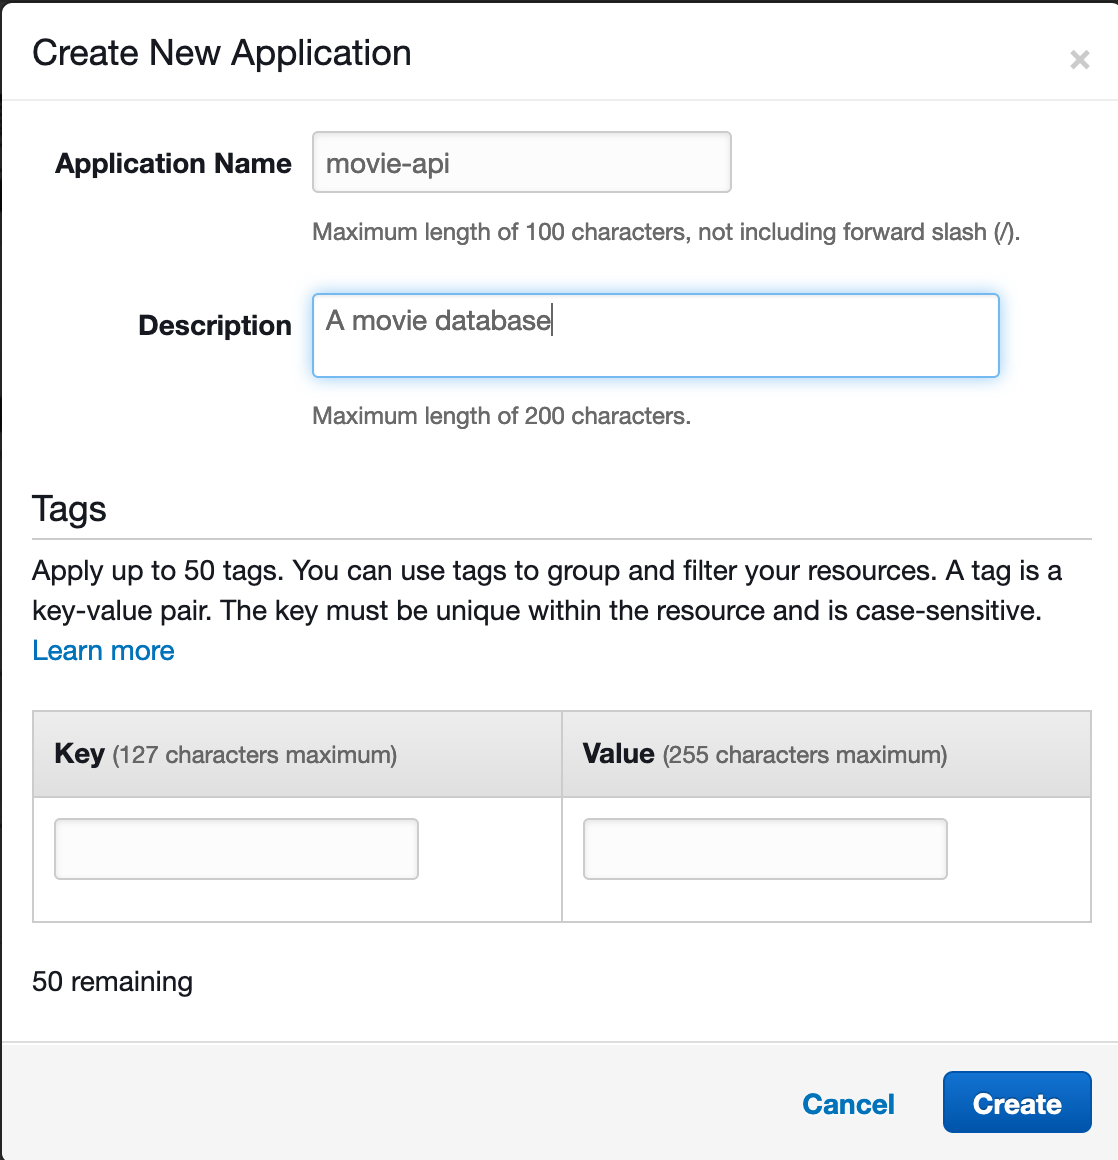 Create New Application
×
Application Name
movie-api
Maximum length of 100 characters, not including forward slash (/).
Description
A movie database
Maximum length of 200 characters.
Tags
Apply up to 50 tags. You can use tags to group and filter your resources. A tag is a
key-value pair. The key must be unique within the resource and is case-sensitive.
Learn more
Key (127 characters maximum)
Value (255 characters maximum)
50 remaining
Cancel
Create